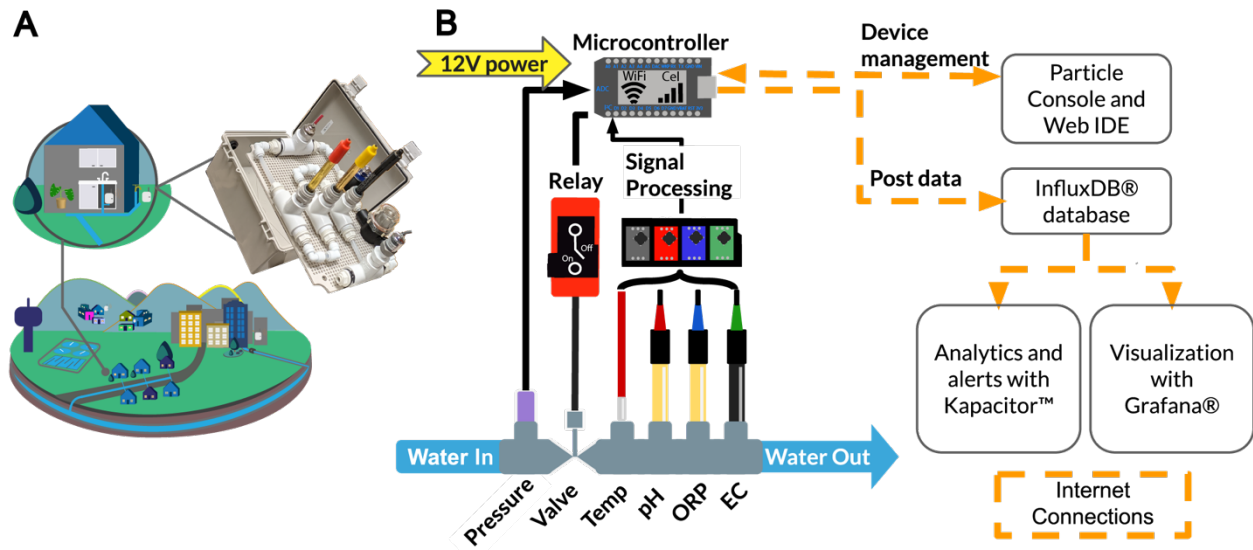 A
B
12V power
Microcontroller
WiFi
Cel
Device
management
Particle
Console and
Web IDE
Relay
Off
On
Signal
Processing
Post data
InfluxDB®
database
Analytics and
alerts with
Kapacitor™
Visualization
with
Grafana®
Water In
Water Out
Pressure
Valve
Temp
pH
ORP
EC
Internet
Connections